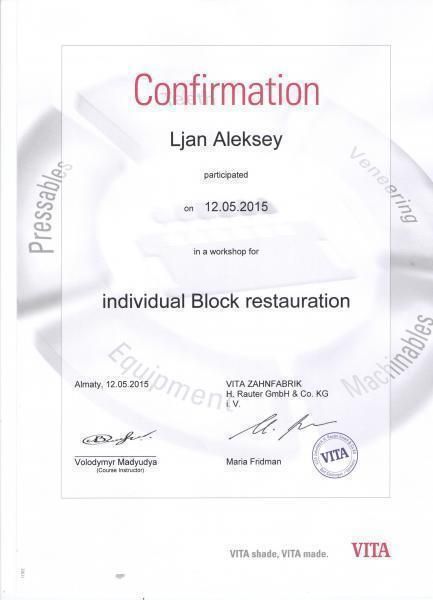 Confirmation
Ljan Aleksey
participated
on 12.05.2015
in a workshop for
individual Block restauration
Pressables
Veneering
Equipment
Machinables
Almaty, 12.05.2015
VITA ZAHNFABRIK
H. Rauter GmbH & Co. KG
i. V.
Volodymyr Madyudya
(Course Instructor)
Maria Fridman
VITA
VITA shade, VITA made.
VITA